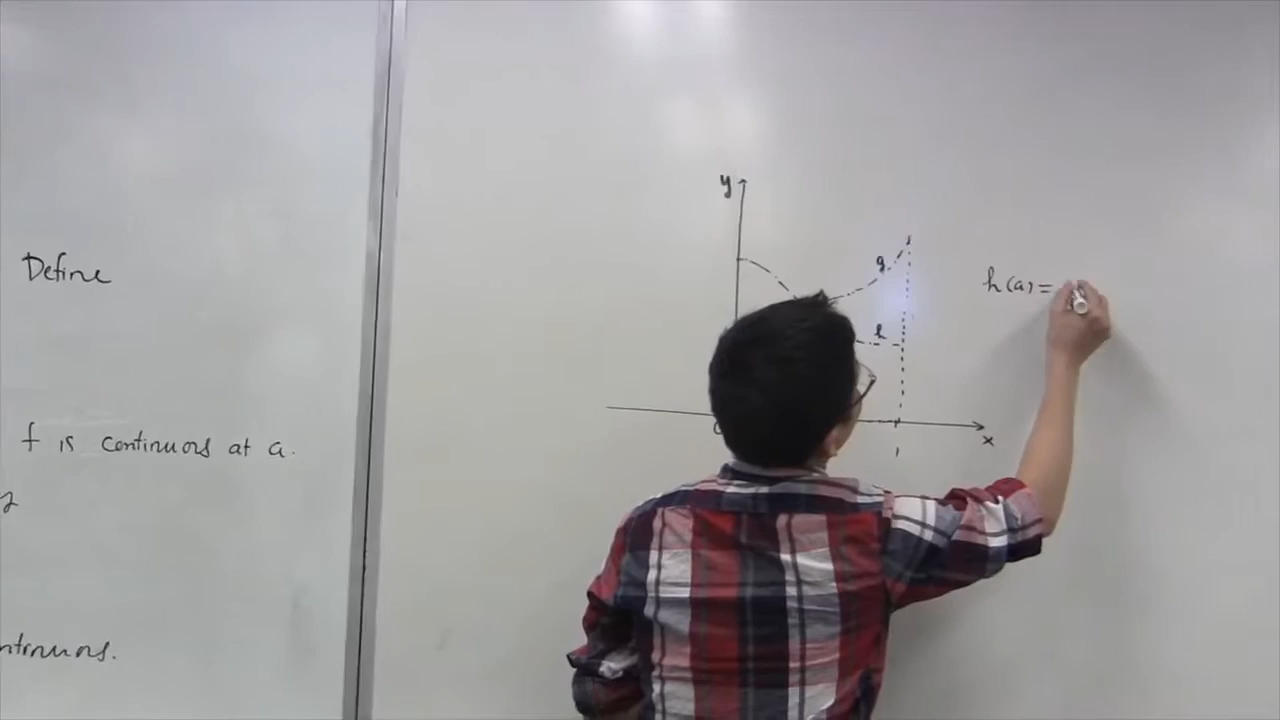 Define
f is continuous at a.
ntinuous.
y
g
h
x
1
h(a) =